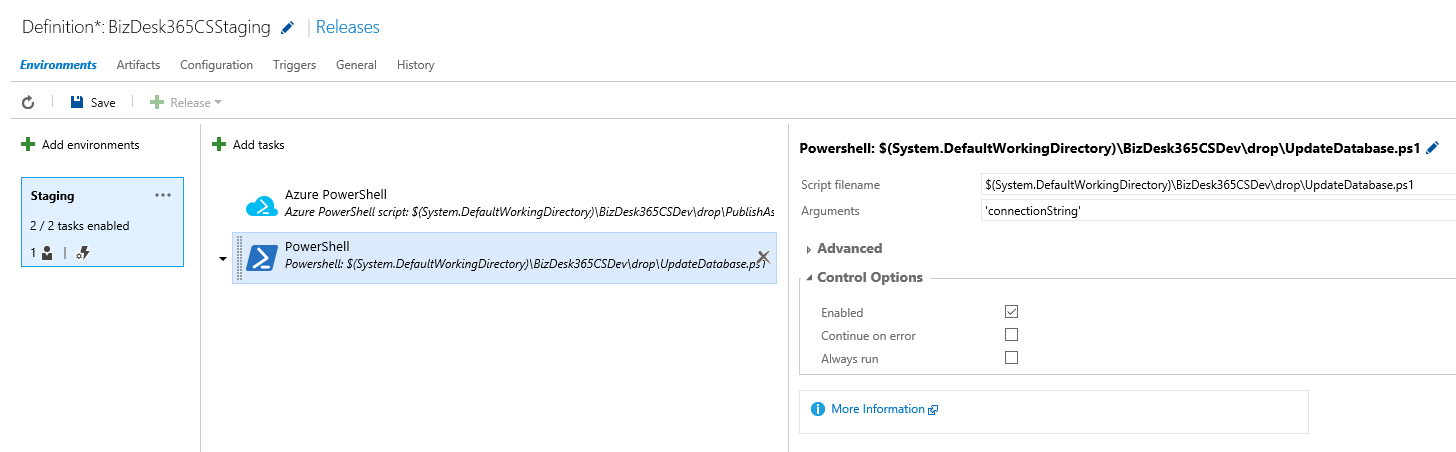 Definition*: BizDesk365CSStaging | Releases
Environments Artifacts Configuration Triggers General History
Save Release
Add environments
Staging
2 / 2 tasks enabled
1
Add tasks
Azure PowerShell
Azure PowerShell script: $(System.DefaultWorkingDirectory)\BizDesk365CSDev\drop\PublishAs
PowerShell
Powershell: $(System.DefaultWorkingDirectory)\BizDesk365CSDev\drop\UpdateDatabase.ps1
Powershell: $(System.DefaultWorkingDirectory)\BizDesk365CSDev\drop\UpdateDatabase.ps1
Script filename $(System.DefaultWorkingDirectory)\BizDesk365CSDev\drop\UpdateDatabase.ps1
Arguments 'connectionString'
Advanced
Control Options
Enabled
Continue on error
Always run
More Information